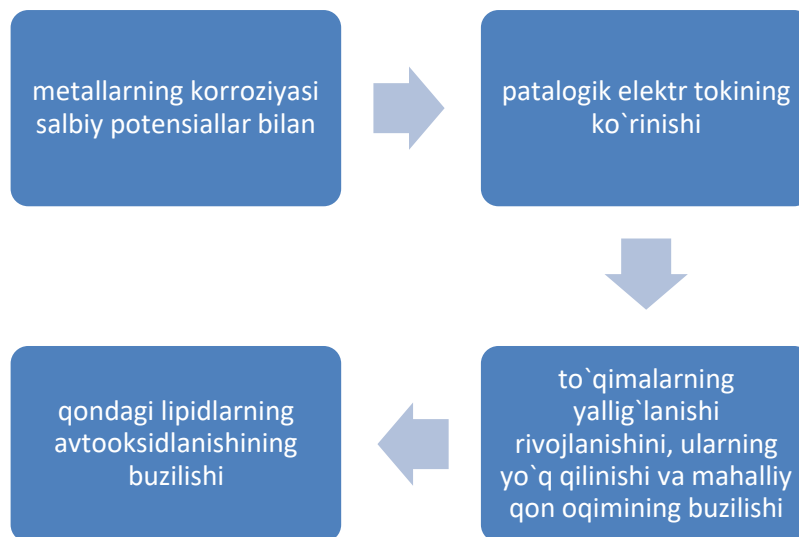 metallarning korroziyasi
salbiy potensiallar bilan
patalogik elektr tokining
ko`rinishi
to`qimalarning
yallig`lanishi
rivojlanishini, ularning
yo`q qilinishi va mahalliy
qon oqimining buzilishi
qondagi lipidlarning
avtooksidlanishining
buzilishi